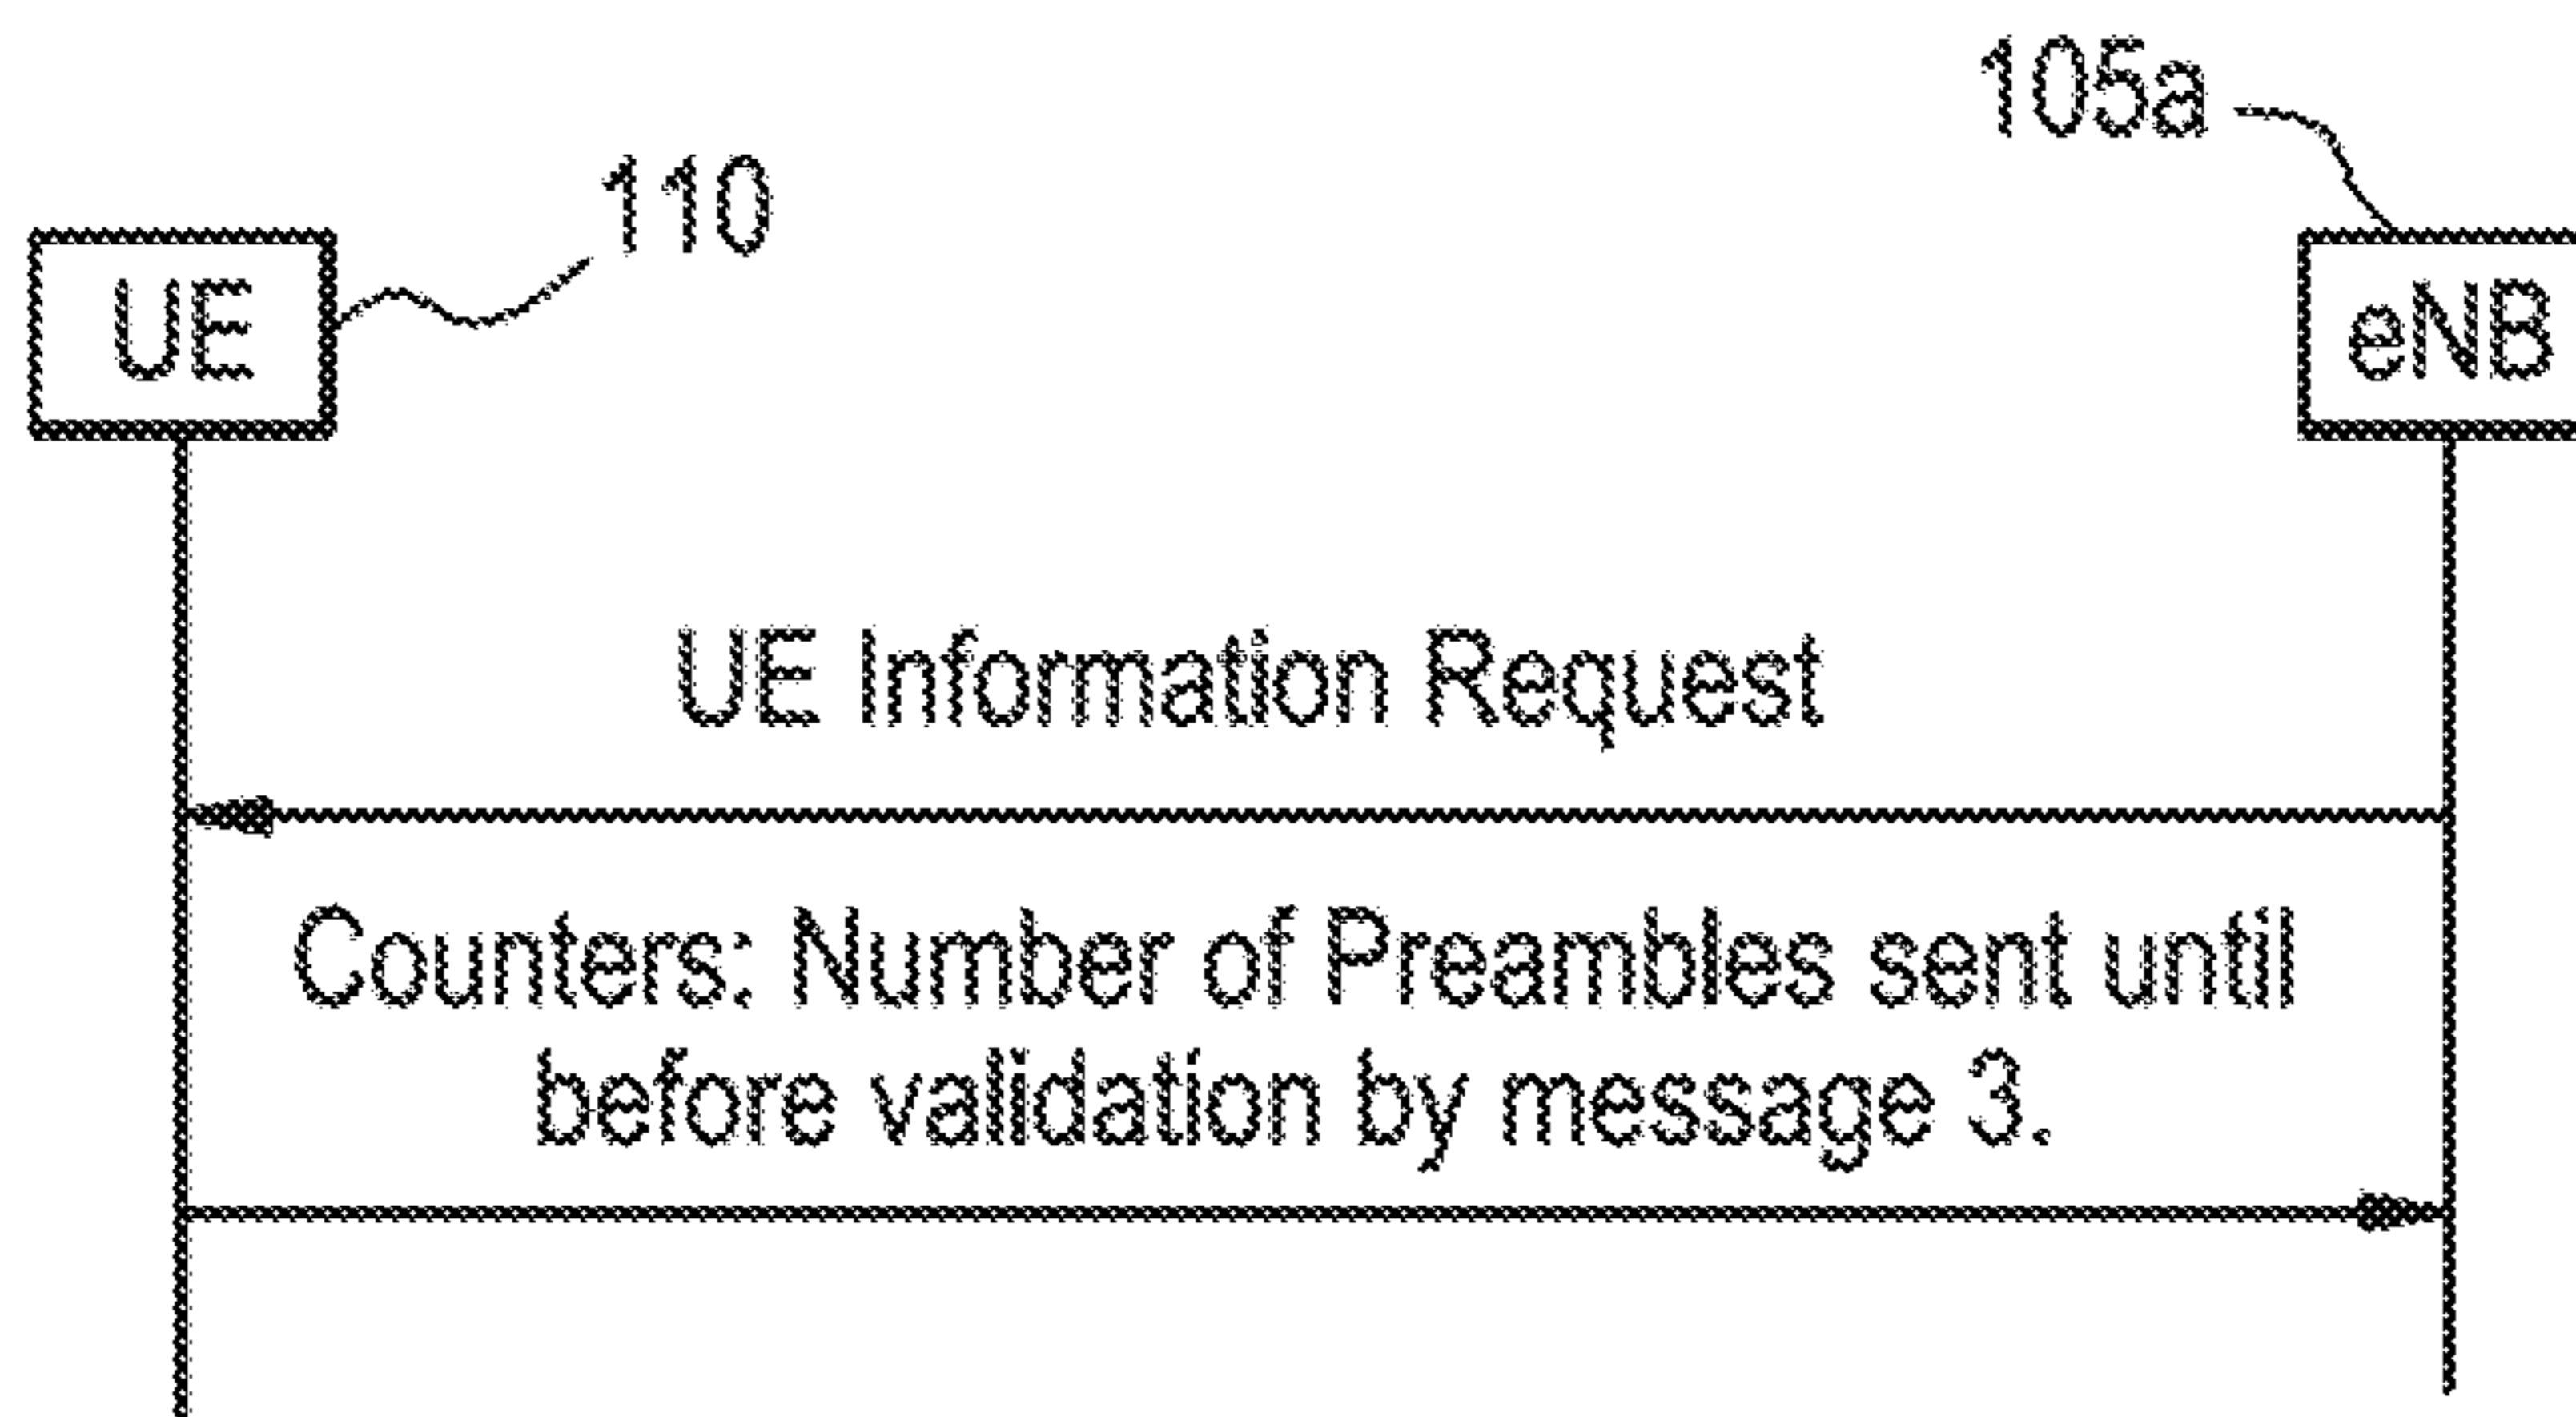 105a
110
UE
eNB
UE Information Request
Counters: Number of Preambles sent until
before validation by message 3.